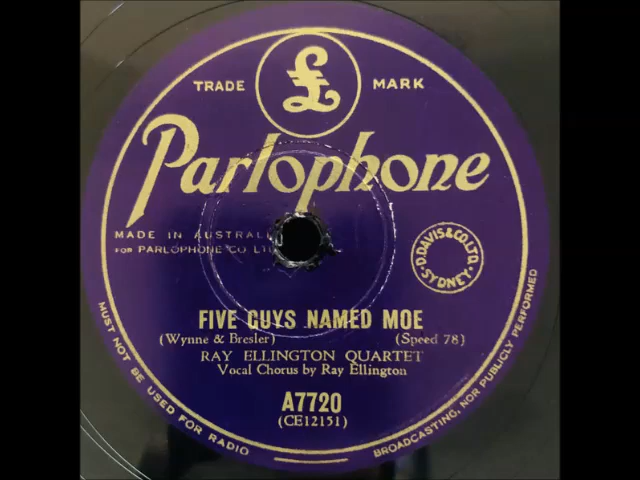 TRADE MARK
£
Parlophone
MADE IN AUSTRAL
FOR PARLOPHONE CO. LT
D. DAVIS & CO. LTD.
SYDNEY
FIVE GUYS NAMED MOE
(Wynne & Bresler) (Speed 78)
RAY ELLINGTON QUARTET
Vocal Chorus by Ray Ellington
A7720
(CE12151)
MUST NOT BE USED FOR RADIO BROADCASTING, NOR PUBLICLY PERFORMED